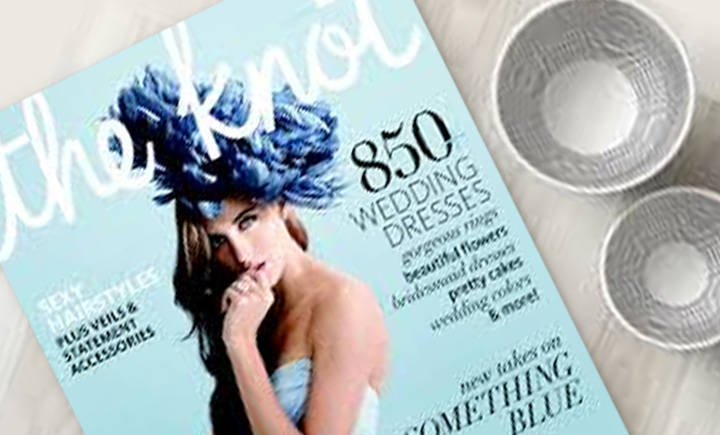 the knot
850
WEDDING
DRESSES
gorgeous rings
beautiful flowers
bridesmaid dresses
pretty cakes
wedding colors
& more!
SEXY
HAIRSTYLES
PLUS VEILS &
STATEMENT
ACCESSORIES
new takes on
SOMETHING
BLUE